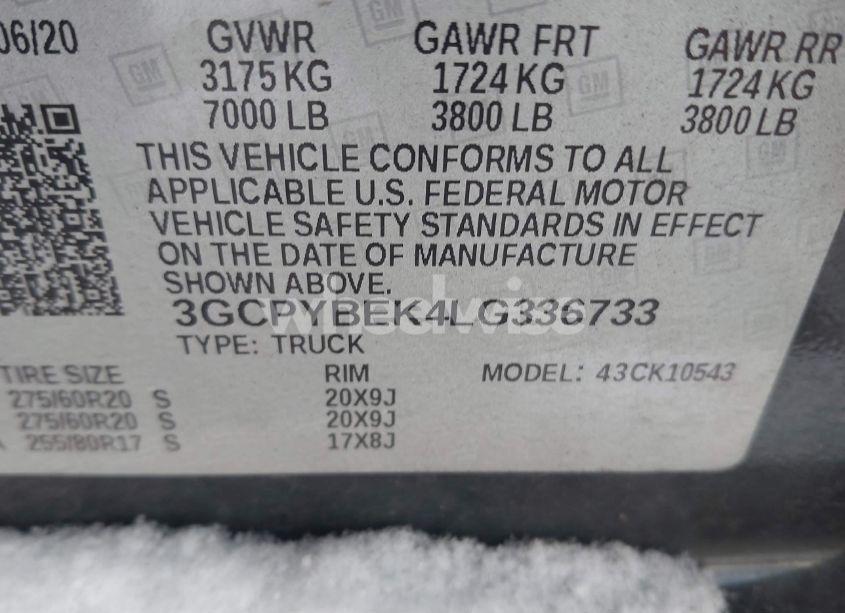 06/20 GVWR GAWR FRT GAWR RR
3175 KG 1724 KG 1724 KG
7000 LB 3800 LB 3800 LB
THIS VEHICLE CONFORMS TO ALL
APPLICABLE U.S. FEDERAL MOTOR
VEHICLE SAFETY STANDARDS IN EFFECT
ON THE DATE OF MANUFACTURE
SHOWN ABOVE.
3GCPYBEK4LG336733
TYPE: TRUCK
TIRE SIZE RIM MODEL: 43CK10543
275/60R20 S 20X9J
275/60R20 S 20X9J
255/80R17 S 17X8J